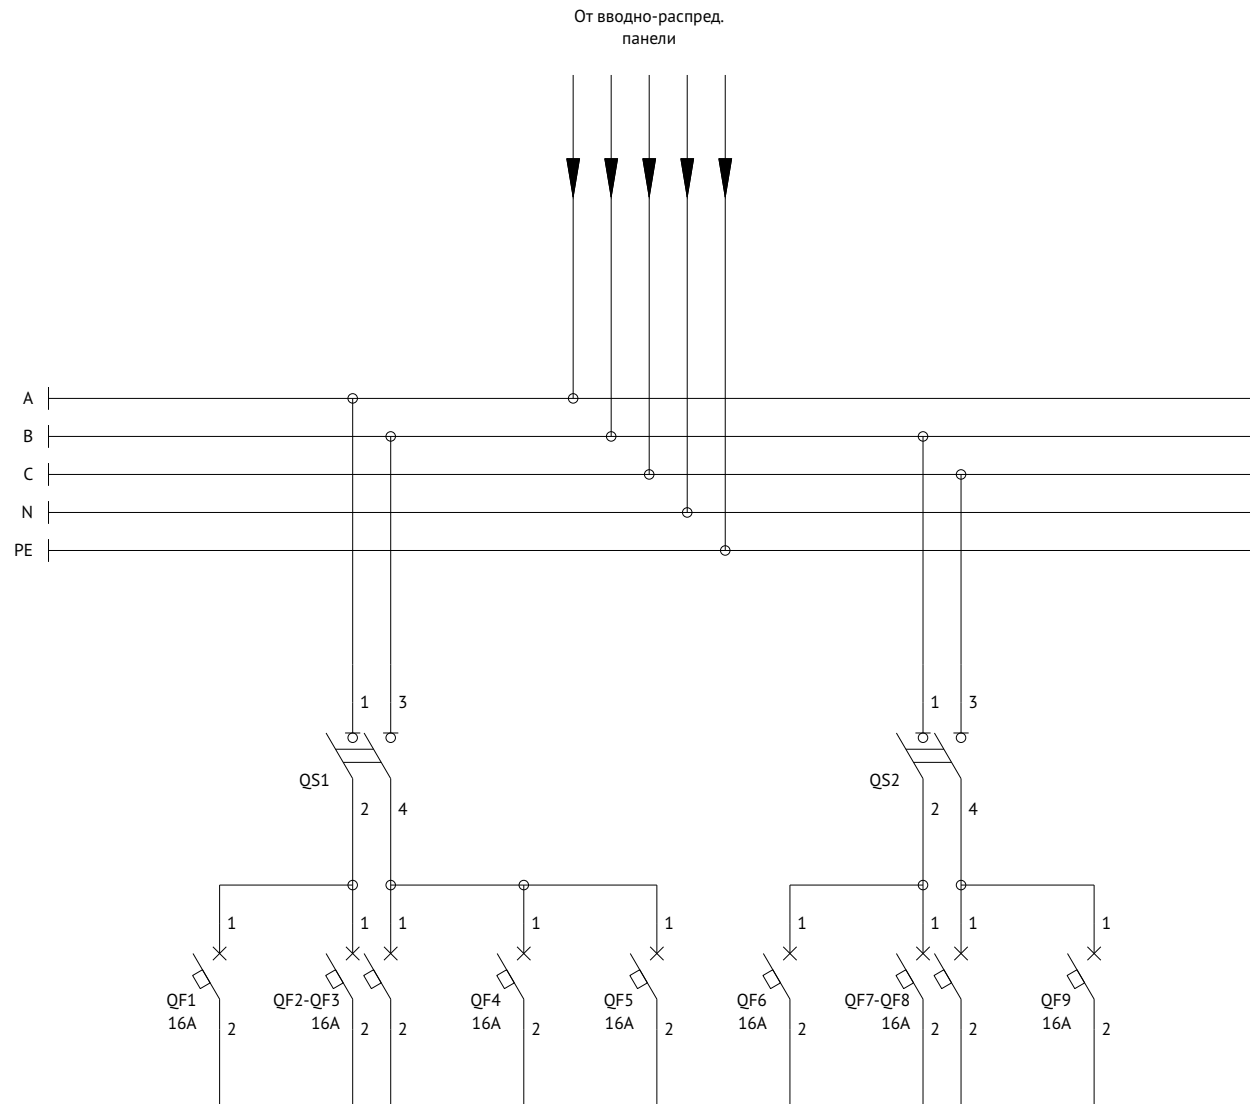 От вводно-распред.
панели
A
B
C
N
PE
1 3 1 3
QS1 QS2
2 4 2 4
1 1 1 1 1 1 1 1 1
QF1 QF2-QF3 QF4 QF5 QF6 QF7-QF8 QF9
16A 16A 16A 16A 16A 16A 16A
2 2 2 2 2 2 2 2 2